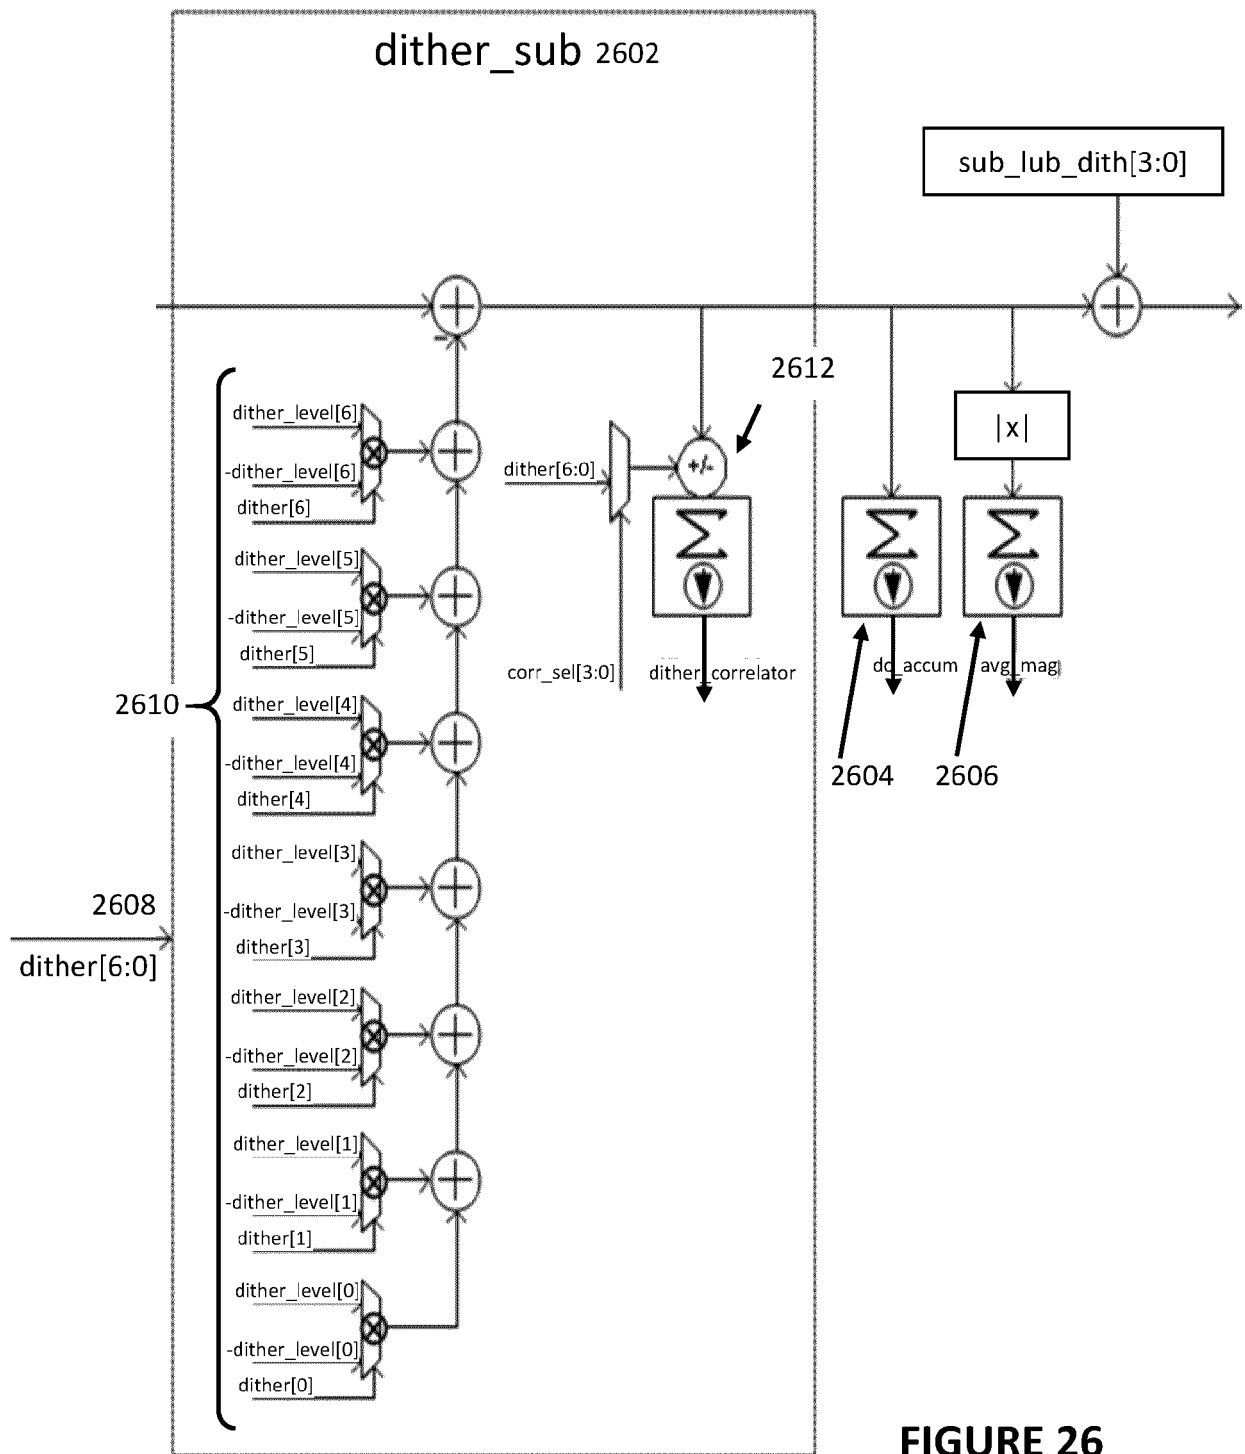 dither_sub 2602
sub_lub_dith[3:0]
2612
|x|
dither_level[6]
-dither_level[6]
dither[6]
dither[6:0]
+/-
Σ
Σ
Σ
dither_level[5]
-dither_level[5]
dither[5]
corr_sel[3:0]
dither_correlator
dc_accum
avg_mag
2610
dither_level[4]
-dither_level[4]
dither[4]
2604
2606
dither_level[3]
-dither_level[3]
dither[3]
2608
dither[6:0]
dither_level[2]
-dither_level[2]
dither[2]
dither_level[1]
-dither_level[1]
dither[1]
dither_level[0]
-dither_level[0]
dither[0]
FIGURE 26